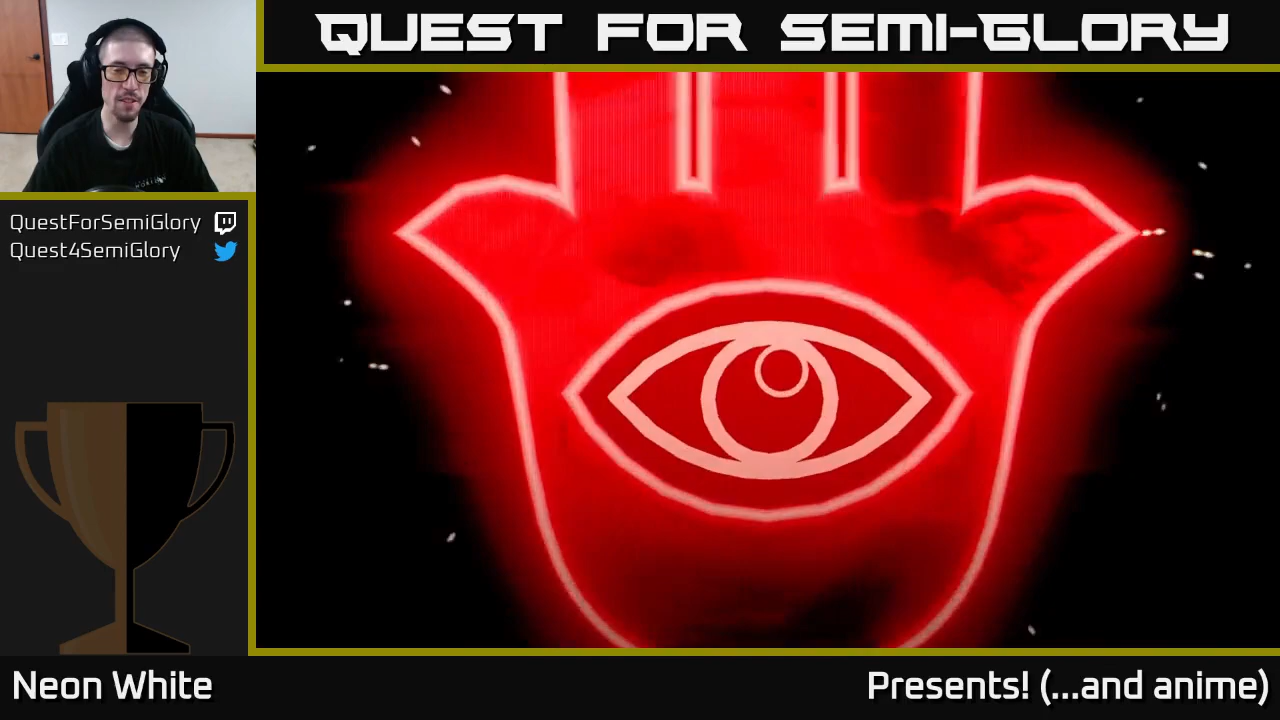 QUEST FOR SEMI-GLORY
QuestForSemiGlory
Quest4SemiGlory
Neon White
Presents! (...and anime)